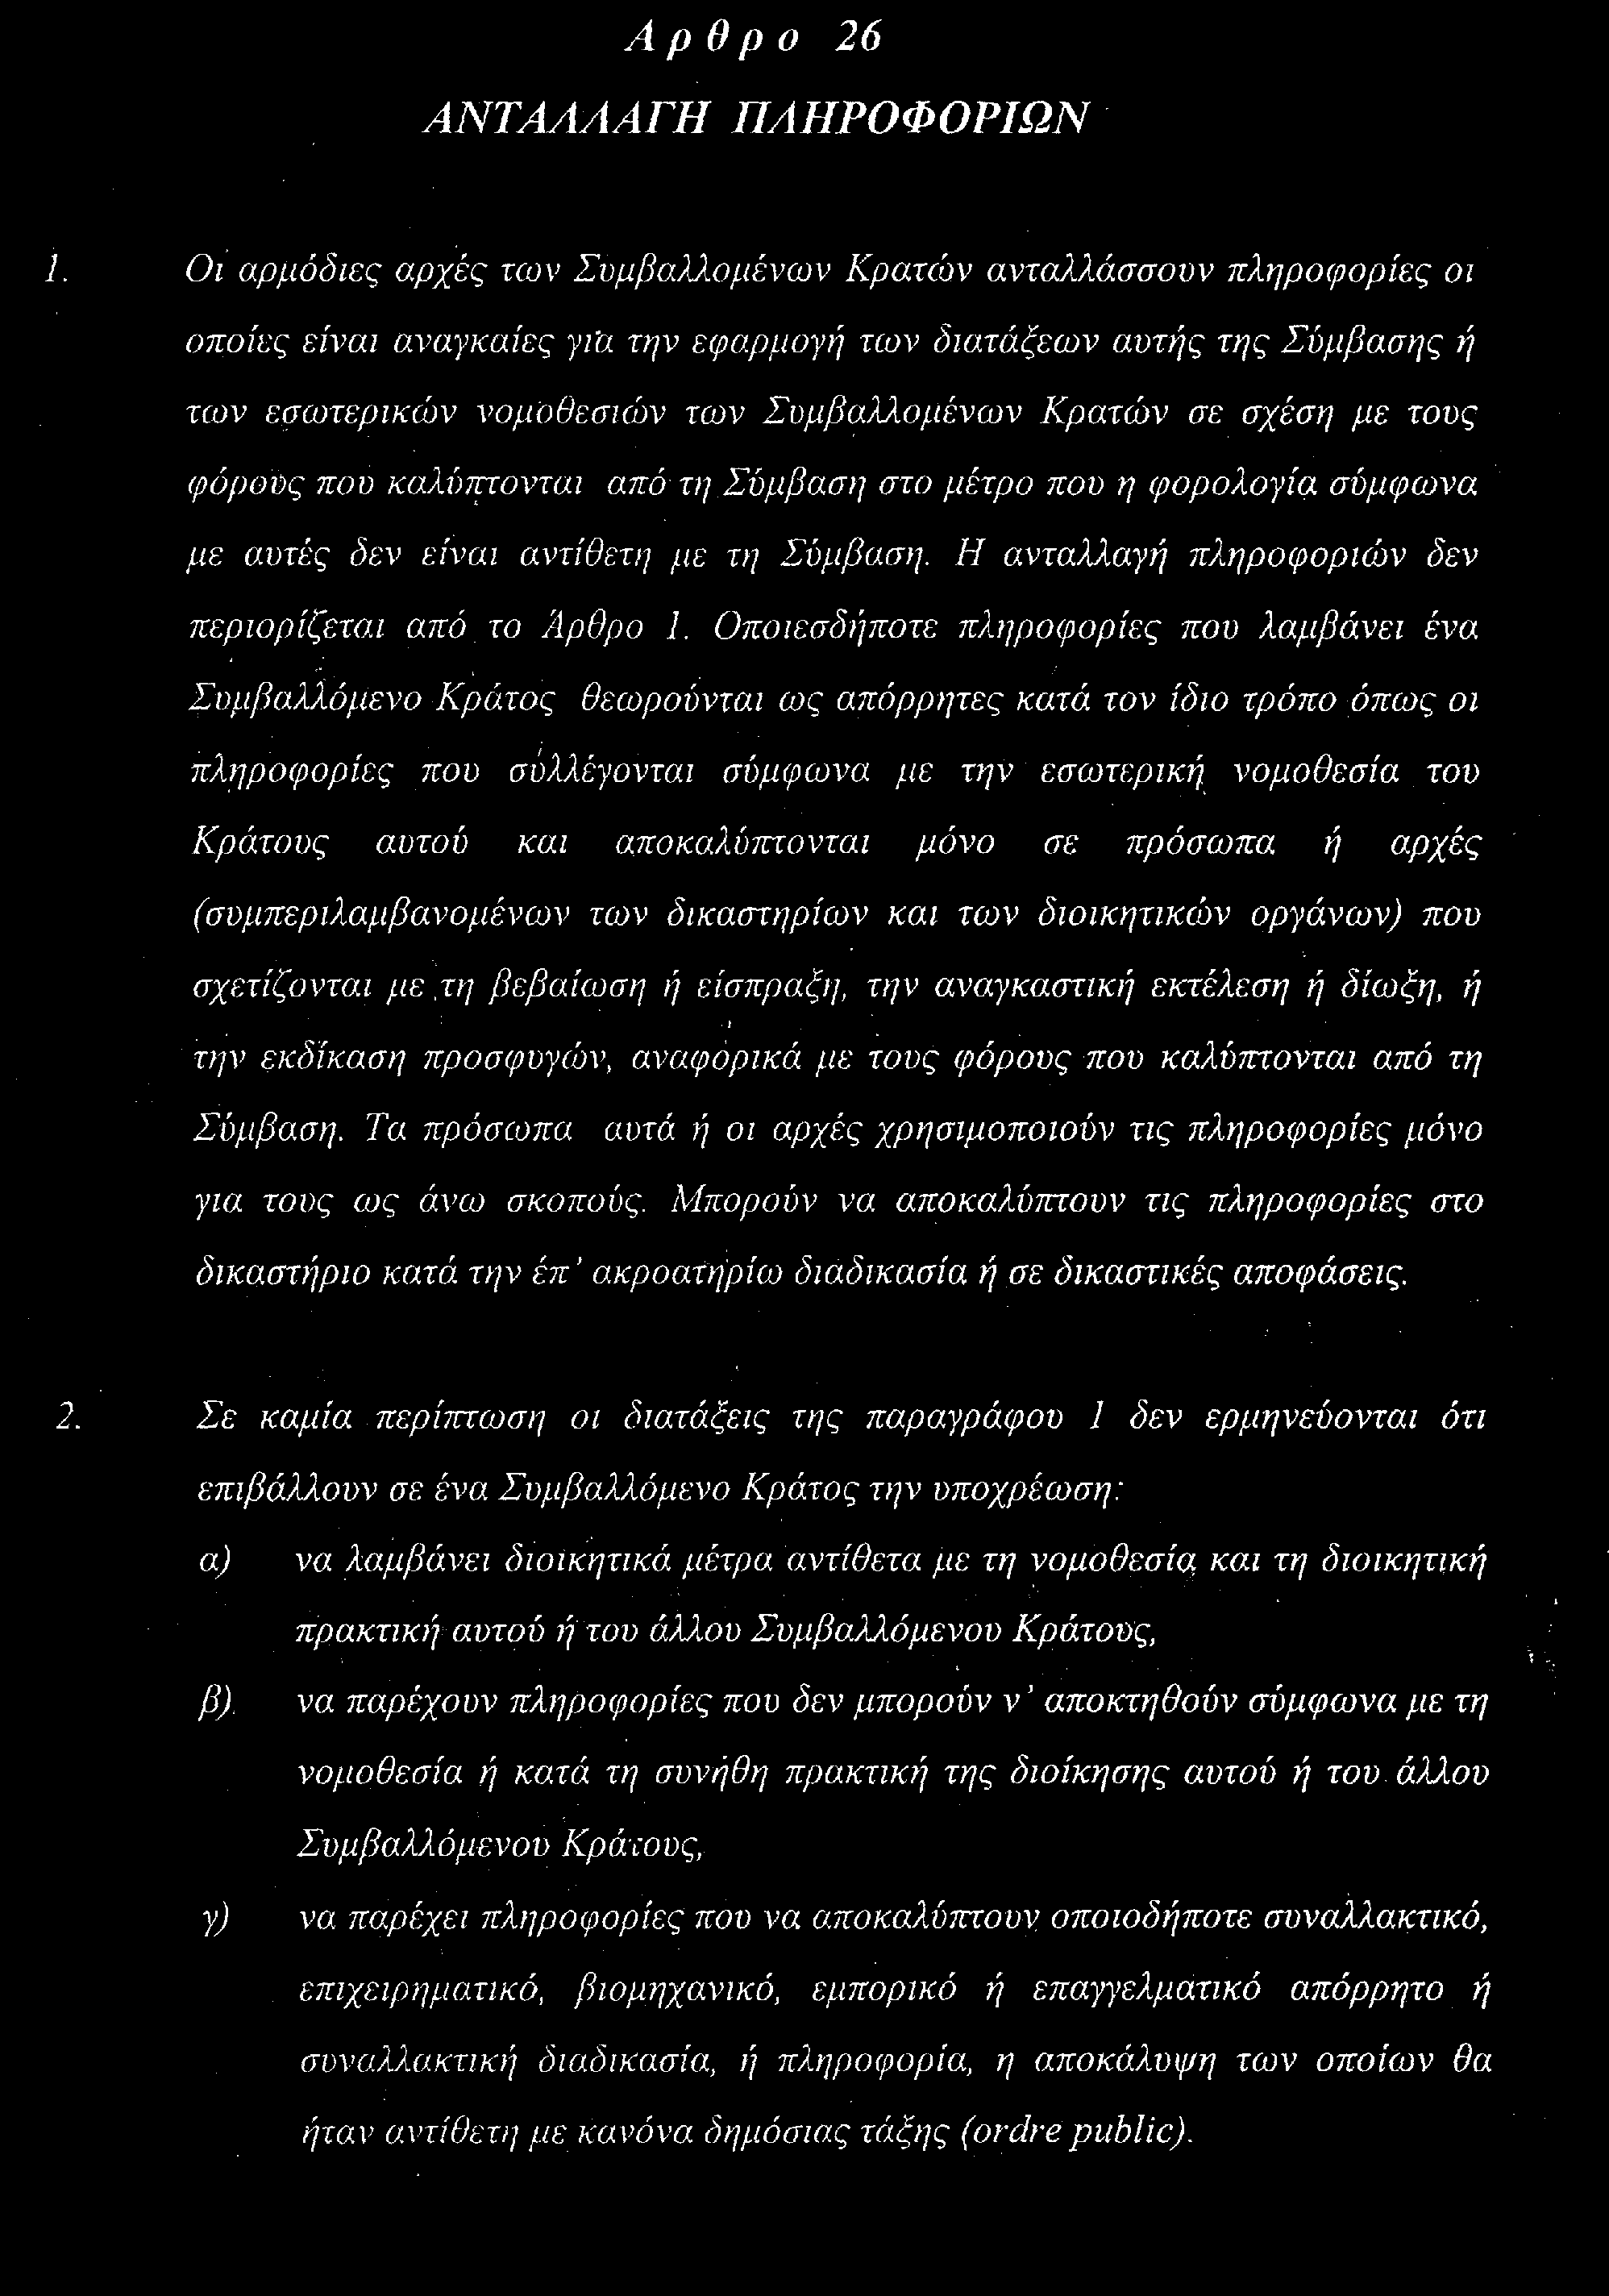 Α ρ θ ρ ο 26
ΑΝΤΑΛΛΑΓΗ ΠΛΗΡΟΦΟΡΙΩΝ
1. Οι αρμόδιες αρχές των Συμβαλλομένων Κρατών ανταλλάσσουν πληροφορίες οι
οποίες είναι αναγκαίες για την εφαρμογή των διατάξεων αυτής της Σύμβασης ή
των εσωτερικών νομοθεσιών των Συμβαλλομένων Κρατών σε σχέση με τους
φόρους που καλύπτονται από τη Σύμβαση στο μέτρο που η φορολογία σύμφωνα
με αυτές δεν είναι αντίθετη με τη Σύμβαση. Η ανταλλαγή πληροφοριών δεν
περιορίζεται από το Άρθρο 1. Οποιεσδήποτε πληροφορίες που λαμβάνει ένα
Συμβαλλόμενο Κράτος θεωρούνται ως απόρρητες κατά τον ίδιο τρόπο όπως οι
πληροφορίες που συλλέγονται σύμφωνα με την εσωτερική νομοθεσία του
Κράτους αυτού και αποκαλύπτονται μόνο σε πρόσωπα ή αρχές
(συμπεριλαμβανομένων των δικαστηρίων και των διοικητικών οργάνων) που
σχετίζονται με τη βεβαίωση ή είσπραξη, την αναγκαστική εκτέλεση ή δίωξη, ή
την εκδίκαση προσφυγών, αναφορικά με τους φόρους που καλύπτονται από τη
Σύμβαση. Τα πρόσωπα αυτά ή οι αρχές χρησιμοποιούν τις πληροφορίες μόνο
για τους ως άνω σκοπούς. Μπορούν να αποκαλύπτουν τις πληροφορίες στο
δικαστήριο κατά την έπ’ ακροατηρίω διαδικασία ή σε δικαστικές αποφάσεις.
2. Σε καμία περίπτωση οι διατάξεις της παραγράφου 1 δεν ερμηνεύονται ότι
επιβάλλουν σε ένα Συμβαλλόμενο Κράτος την υποχρέωση:
α) να λαμβάνει διοικητικά μέτρα αντίθετα με τη νομοθεσία και τη διοικητική
πρακτική αυτού ή του άλλου Συμβαλλόμενου Κράτους,
β) να παρέχουν πληροφορίες που δεν μπορούν ν’ αποκτηθούν σύμφωνα με τη
νομοθεσία ή κατά τη συνήθη πρακτική της διοίκησης αυτού ή του άλλου
Συμβαλλόμενου Κράτους,
γ) να παρέχει πληροφορίες που να αποκαλύπτουν οποιοδήποτε συναλλακτικό,
επιχειρηματικό, βιομηχανικό, εμπορικό ή επαγγελματικό απόρρητο ή
συναλλακτική διαδικασία, ή πληροφορία, η αποκάλυψη των οποίων θα
ήταν αντίθετη με κανόνα δημόσιας τάξης (ordre public).